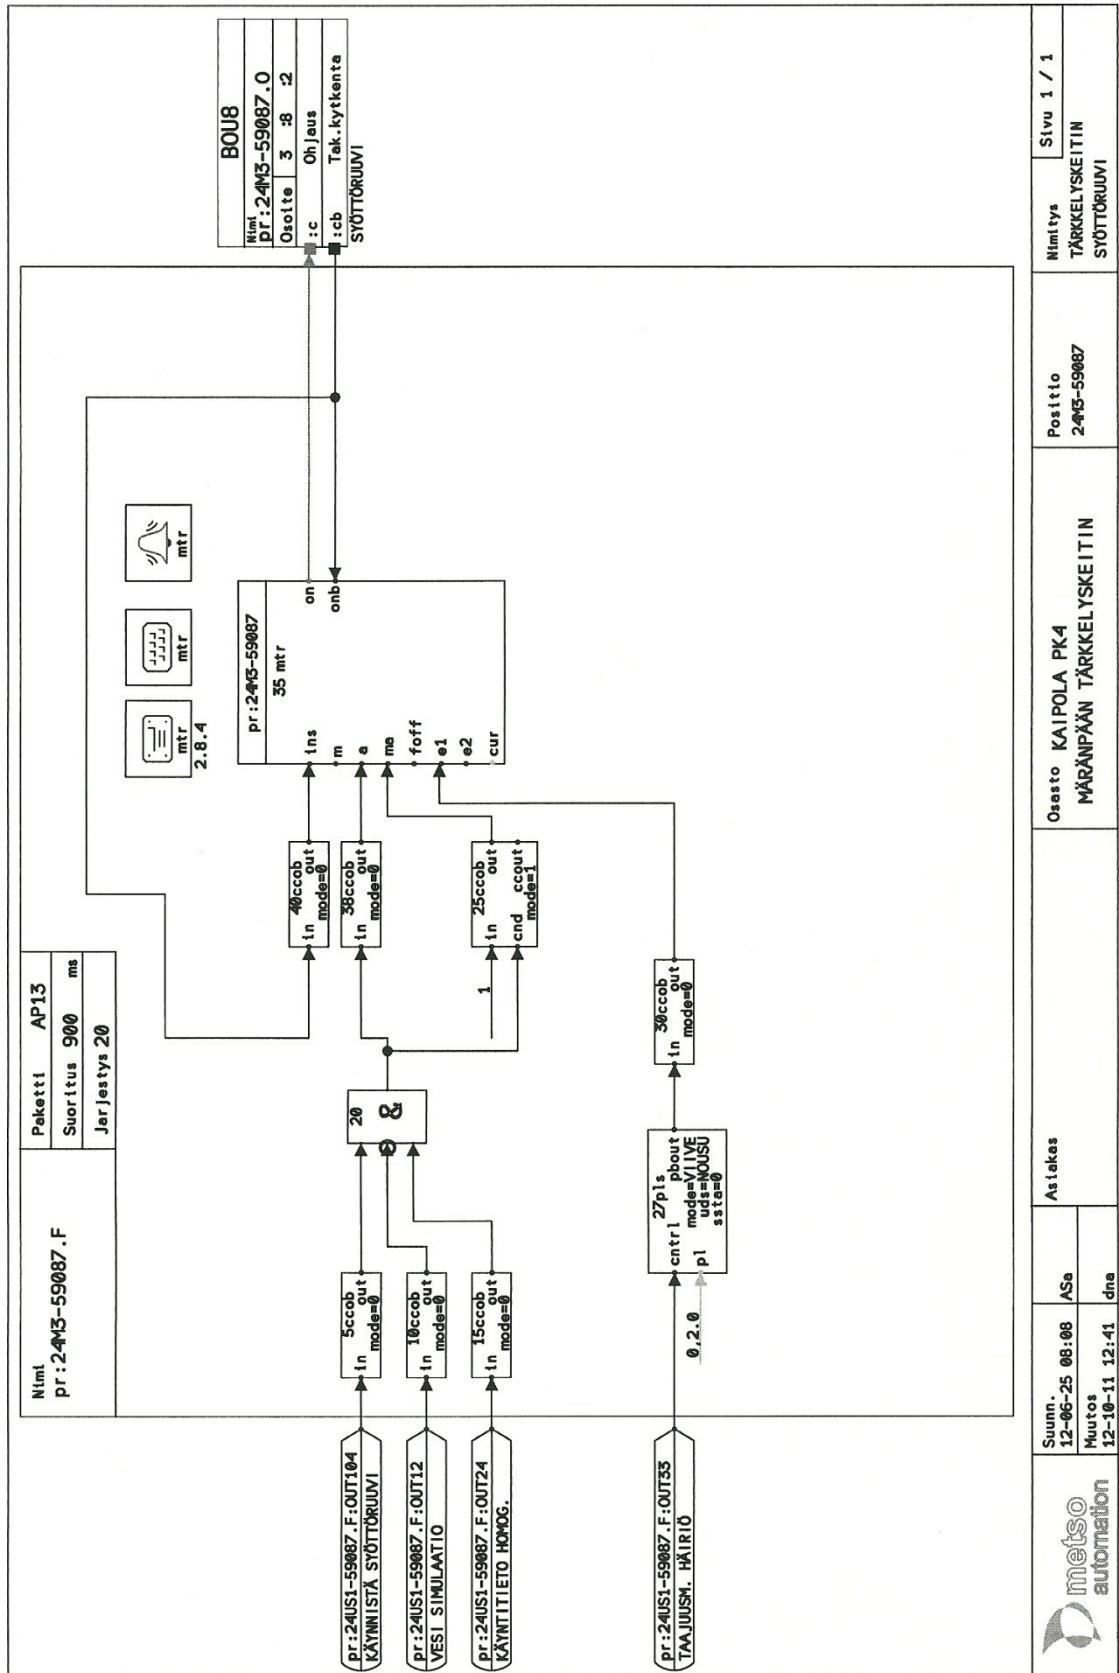 Nimi
pr:24M3-59087.F
Paketti AP13
Suoritus 900 ms
Jarjestys 20
BOU8
Nimi
pr:24M3-59087.O
Osoite 3 :8 :2
:c Ohjaus
:cb Tak.kytkenta
SYÖTTÖRUUVI
mtr
2.8.4
mtr
mtr
pr:24M3-59087
35 mtr
ins
m
a
ma
foff
e1
e2
cur
on
onb
40ccob
in out
mode=0
38ccob
in out
mode=0
25ccob
in out
cnd ccout
mode=1
1
20
&
pr:24US1-59087.F:OUT104
KÄYNNISTÄ SYÖTTÖRUUVI
5ccob
in out
mode=0
pr:24US1-59087.F:OUT12
VESI SIMULAATIO
10ccob
in out
mode=0
pr:24US1-59087.F:OUT24
KÄYNTITIETO HOMOG.
15ccob
in out
mode=0
pr:24US1-59087.F:OUT33
TAAJUUSM. HÄIRIÖ
27pls
cntrl pbout
mode=VIIVE
pl uds=NOUSU
ssta=0
0,2.0
30ccob
in out
mode=0
metso
automation
Suunn.
12-06-25 08:08 ASa
Muutos
12-10-11 12:41 dna
Asiakas
Osasto KAIPOLA PK4
MÄRÄNPÄÄN TÄRKKELYSKEITIN
Positio
24M3-59087
Nimitys
TÄRKKELYSKEITIN
SYÖTTÖRUUVI
Sivu 1 / 1